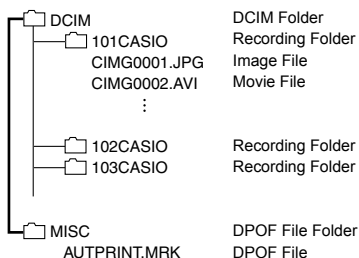 DCIM DCIM Folder
101CASIO Recording Folder
CIMG0001.JPG Image File
CIMG0002.AVI Movie File
⋮
102CASIO Recording Folder
103CASIO Recording Folder
MISC DPOF File Folder
AUTPRINT.MRK DPOF File